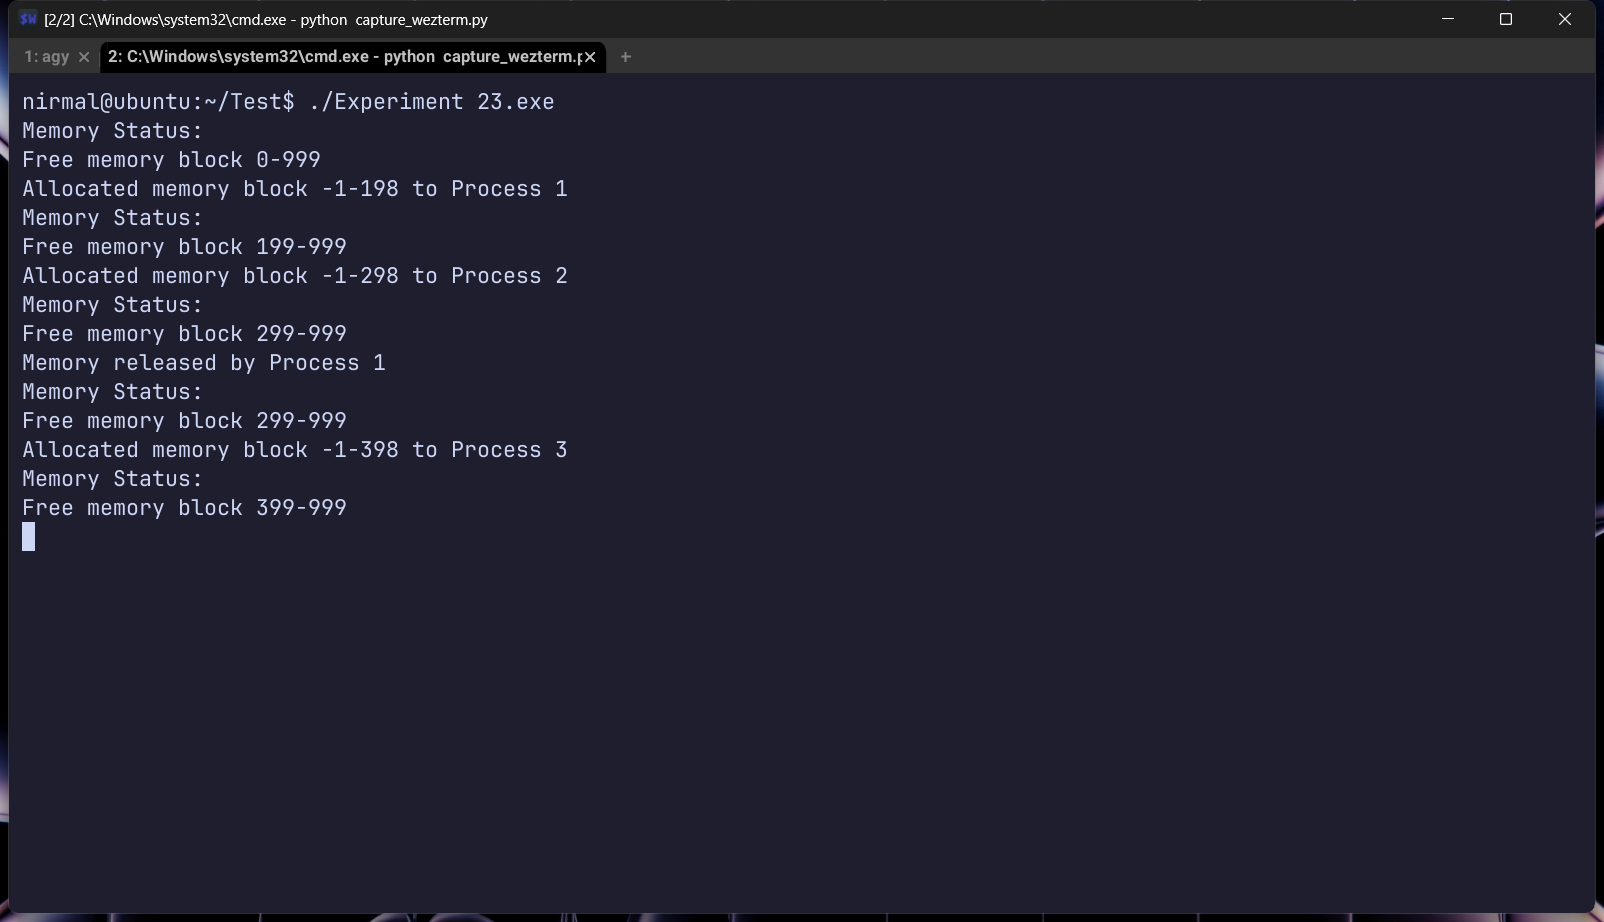 [2/2] C:\Windows\system32\cmd.exe - python  capture_wezterm.py
1: agy ✕ 2: C:\Windows\system32\cmd.exe - python  capture_wezterm.p✕ +
nirmal@ubuntu:~/Test$ ./Experiment 23.exe
Memory Status:
Free memory block 0-999
Allocated memory block -1-198 to Process 1
Memory Status:
Free memory block 199-999
Allocated memory block -1-298 to Process 2
Memory Status:
Free memory block 299-999
Memory released by Process 1
Memory Status:
Free memory block 299-999
Allocated memory block -1-398 to Process 3
Memory Status:
Free memory block 399-999